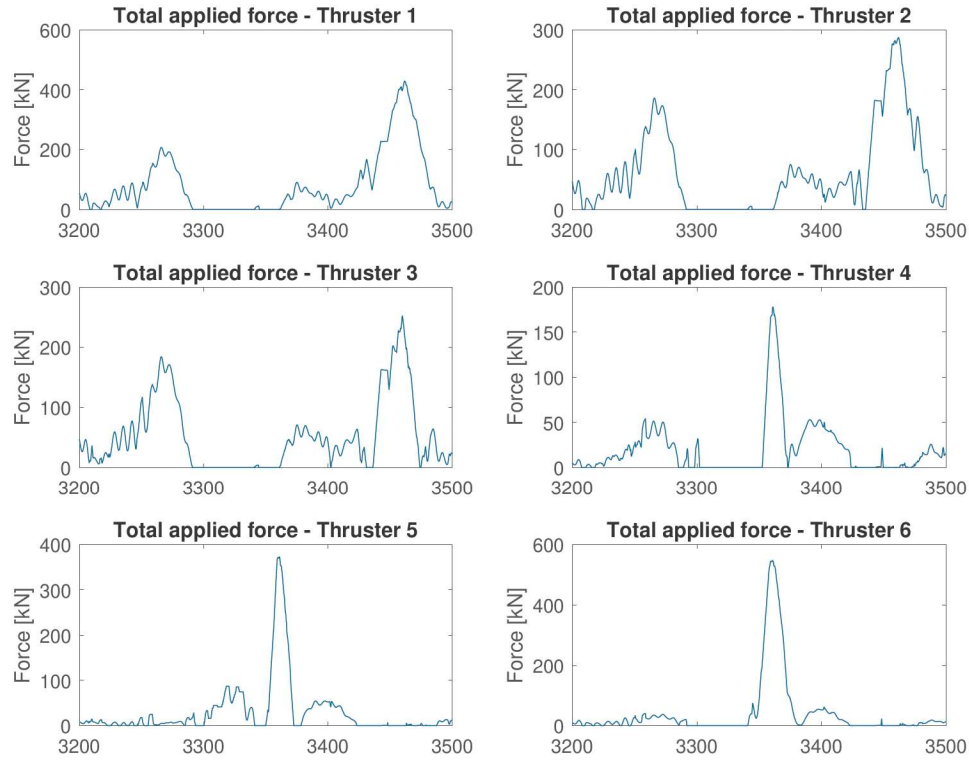 Total applied force - Thruster 1
600
400
200
0
Force [kN]
3200 3300 3400 3500
Total applied force - Thruster 2
300
200
100
0
Force [kN]
3200 3300 3400 3500
Total applied force - Thruster 3
300
200
100
0
Force [kN]
3200 3300 3400 3500
Total applied force - Thruster 4
200
150
100
50
0
Force [kN]
3200 3300 3400 3500
Total applied force - Thruster 5
400
300
200
100
0
Force [kN]
3200 3300 3400 3500
Total applied force - Thruster 6
600
400
200
0
Force [kN]
3200 3300 3400 3500